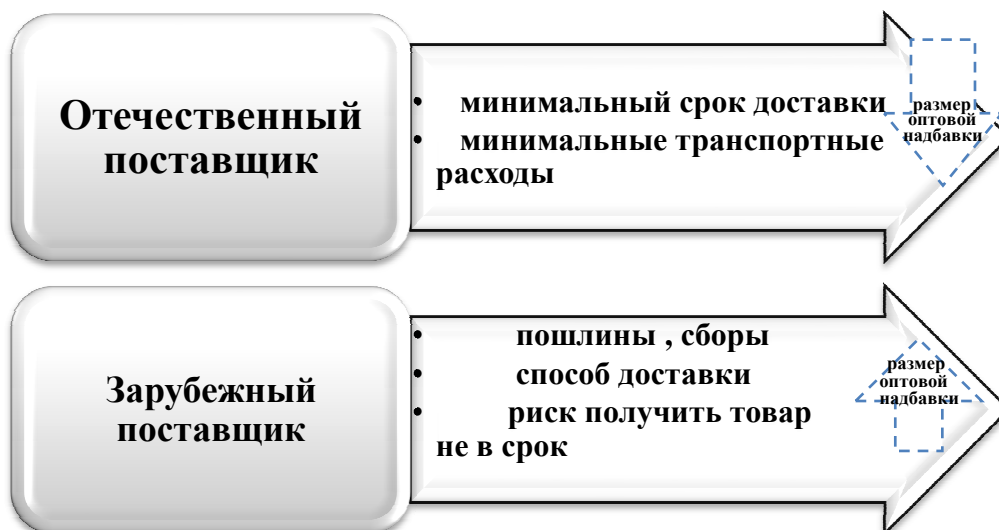 Отечественный
поставщик
• минимальный срок доставки
• минимальные транспортные
расходы
размер
оптовой
надбавки
Зарубежный
поставщик
• пошлины , сборы
• способ доставки
• риск получить товар
не в срок
размер
оптовой
надбавки